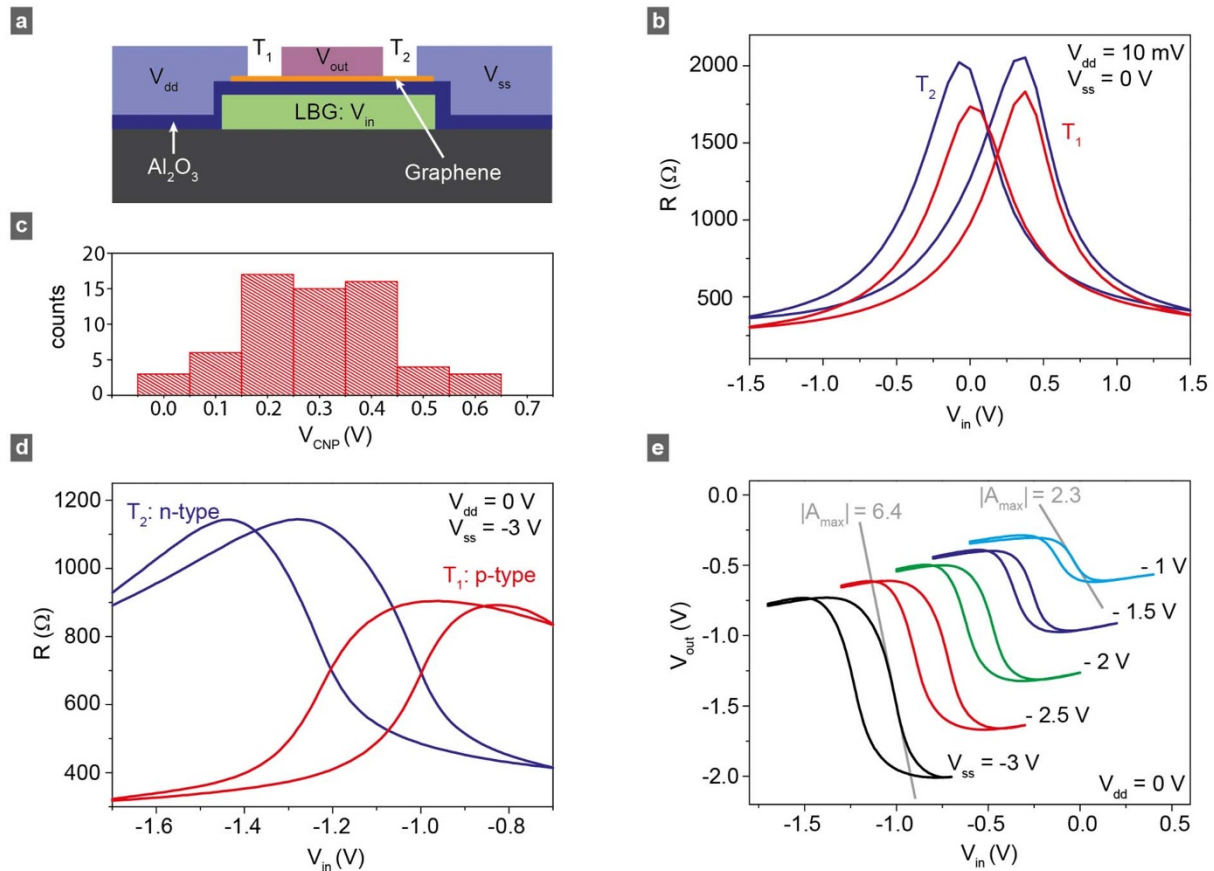 a
T1 T2
Vout
Vdd Vss
LBG: Vin
Al2O3
Graphene
b
Vdd = 10 mV
Vss = 0 V
T2
T1
2000
1500
1000
500
R (Ω)
-1.5 -1.0 -0.5 0.0 0.5 1.0 1.5
Vin (V)
c
20
15
10
5
0
counts
0.0 0.1 0.2 0.3 0.4 0.5 0.6 0.7
VCNP (V)
d
T2: n-type
Vdd = 0 V
Vss = -3 V
T1: p-type
1200
1000
800
600
400
R (Ω)
-1.6 -1.4 -1.2 -1.0 -0.8
Vin (V)
e
|Amax| = 6.4
|Amax| = 2.3
- 1 V
- 1.5 V
- 2 V
- 2.5 V
Vss = -3 V
Vdd = 0 V
0.0
-0.5
-1.0
-1.5
-2.0
Vout (V)
-1.5 -1.0 -0.5 0.0 0.5
Vin (V)